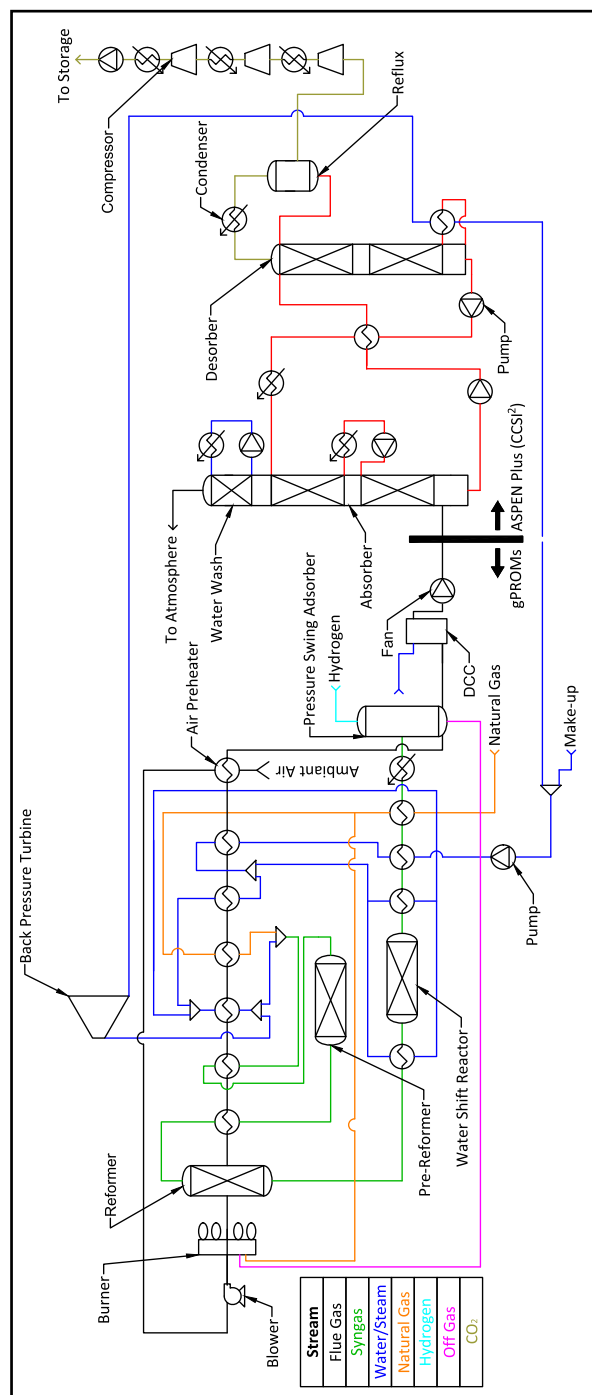 Burner
Reformer
Back Pressure Turbine
Air Preheater
To Atmosphere
Water Wash
Desorber
Condenser
Compressor
To Storage
Reflux
Pump
Absorber
Pressure Swing Adsorber
Hydrogen
Ambiant Air
Fan
DCC
gPROMs
ASPEN Plus (CCSI²)
Natural Gas
Make-up
Pump
Water Shift Reactor
Pre-Reformer
Blower
Stream
Flue Gas
Syngas
Water/Steam
Natural Gas
Hydrogen
Off Gas
CO₂